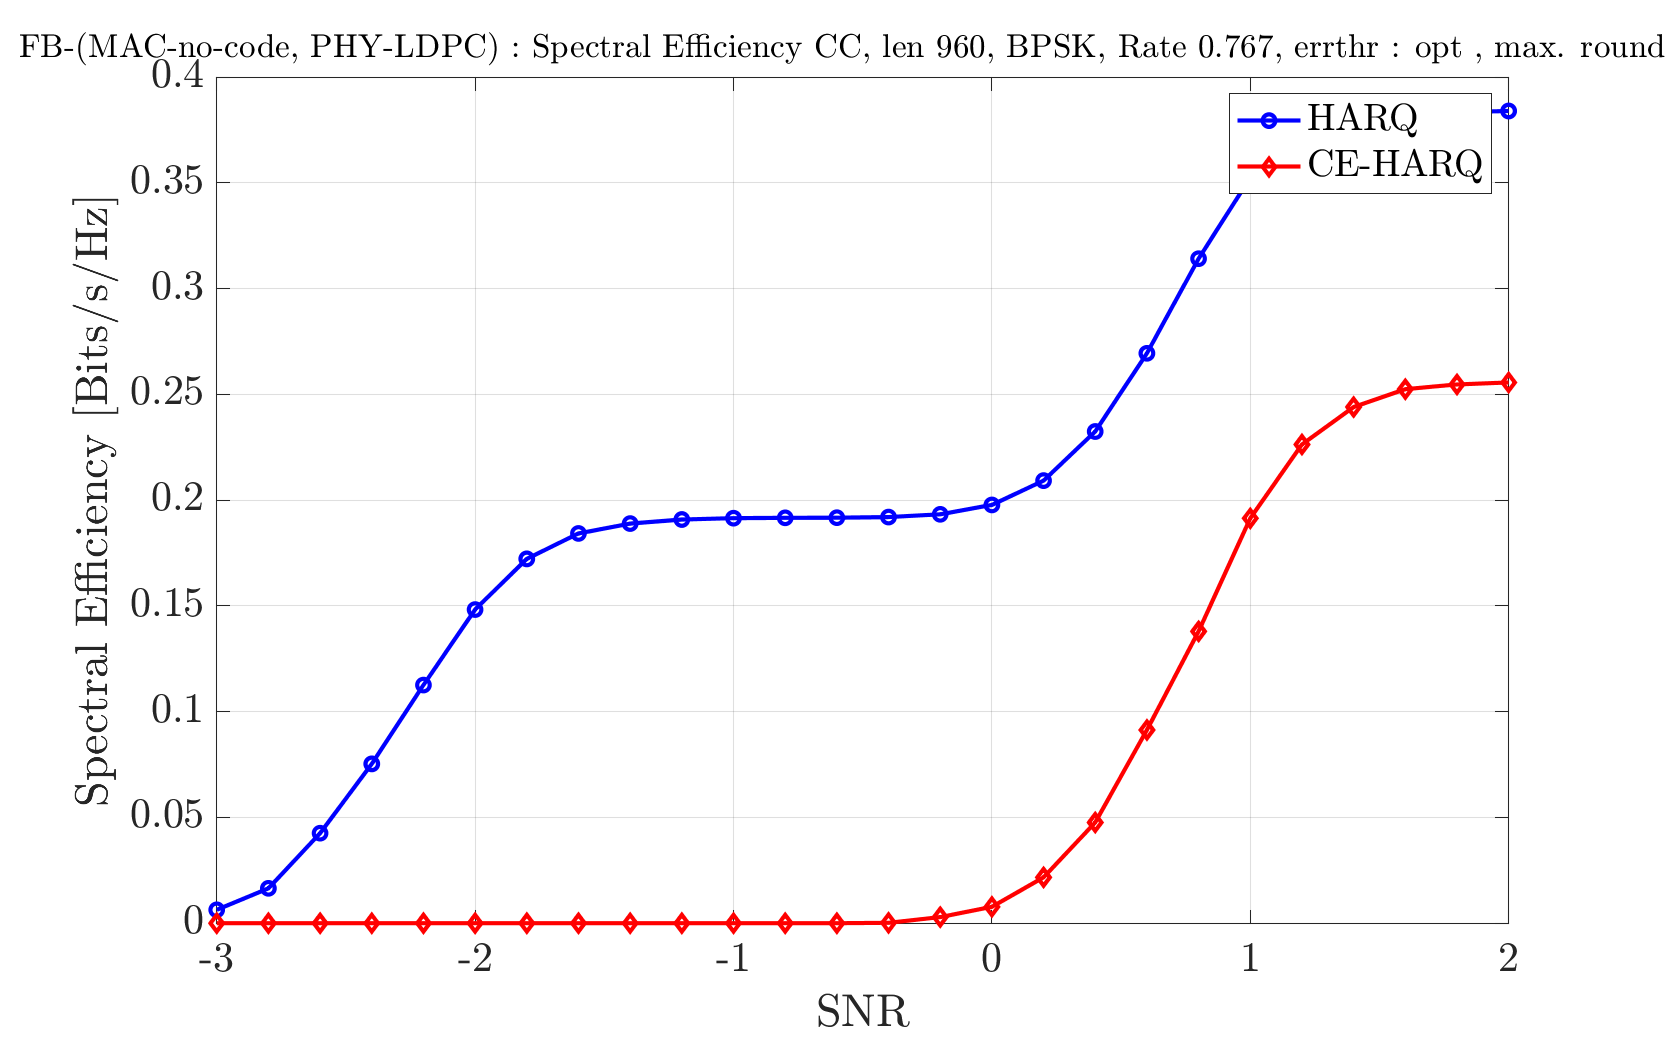 FB-(MAC-no-code, PHY-LDPC) : Spectral Efficiency CC, len 960, BPSK, Rate 0.767, errthr : opt , max. round
0.4
0.35
0.3
0.25
0.2
0.15
0.1
0.05
0
Spectral Efficiency [Bits/s/Hz]
HARQ
CE-HARQ
-3 -2 -1 0 1 2
SNR